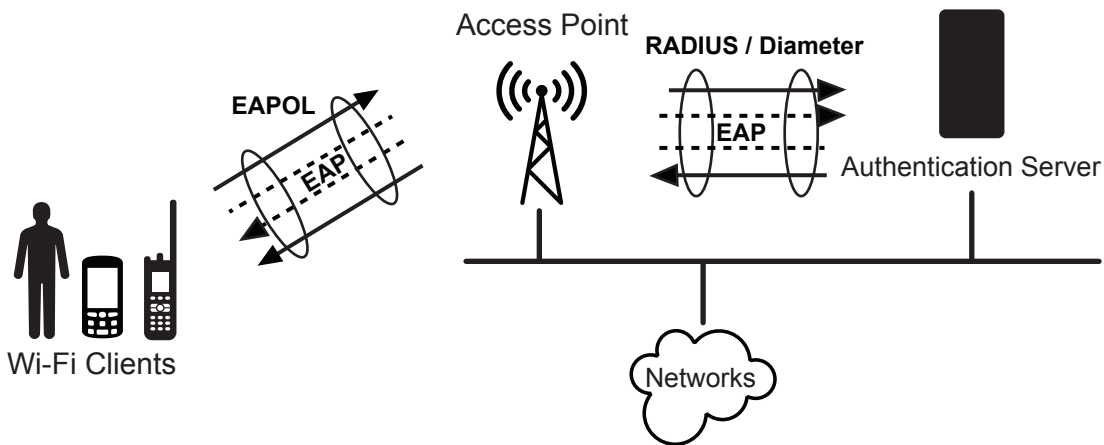 Access Point
RADIUS / Diameter
EAPOL
EAP
EAP
Authentication Server
Wi-Fi Clients
Networks